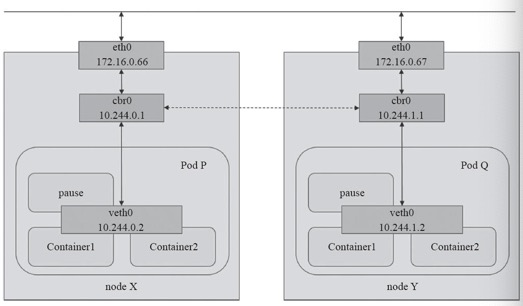 eth0
172.16.0.66
eth0
172.16.0.67
cbr0
10.244.0.1
cbr0
10.244.1.1
Pod P
Pod Q
pause
pause
veth0
10.244.0.2
veth0
10.244.1.2
Container1
Container2
Container1
Container2
node X
node Y